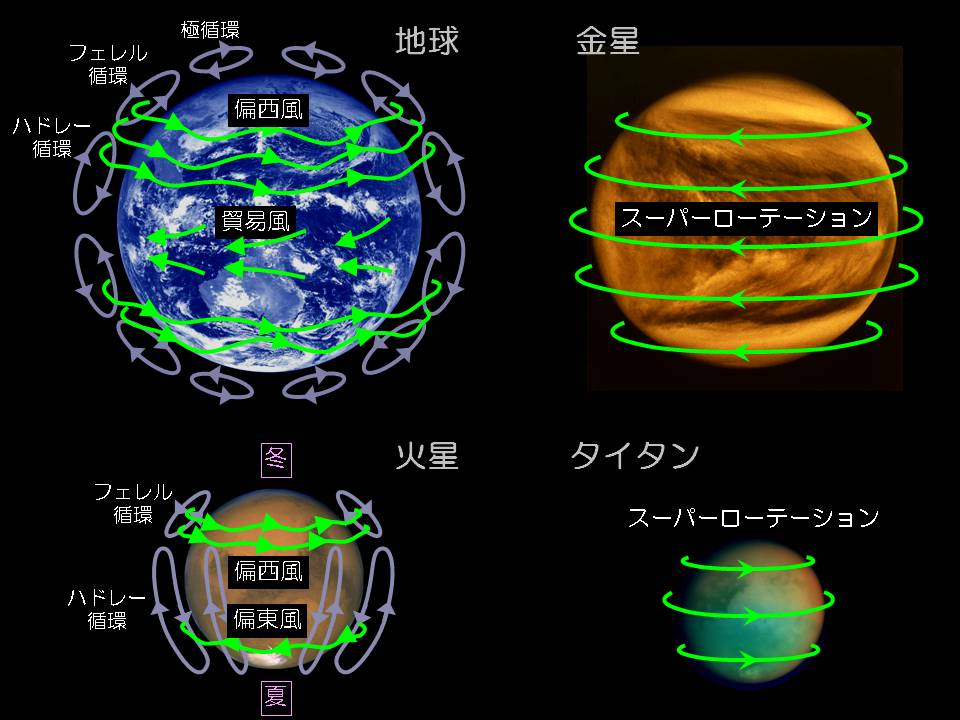 地球
極循環
フェレル
循環
ハドレー
循環
偏西風
貿易風
金星
スーパーローテーション
火星
冬
フェレル
循環
偏西風
ハドレー
循環
偏東風
夏
タイタン
スーパーローテーション